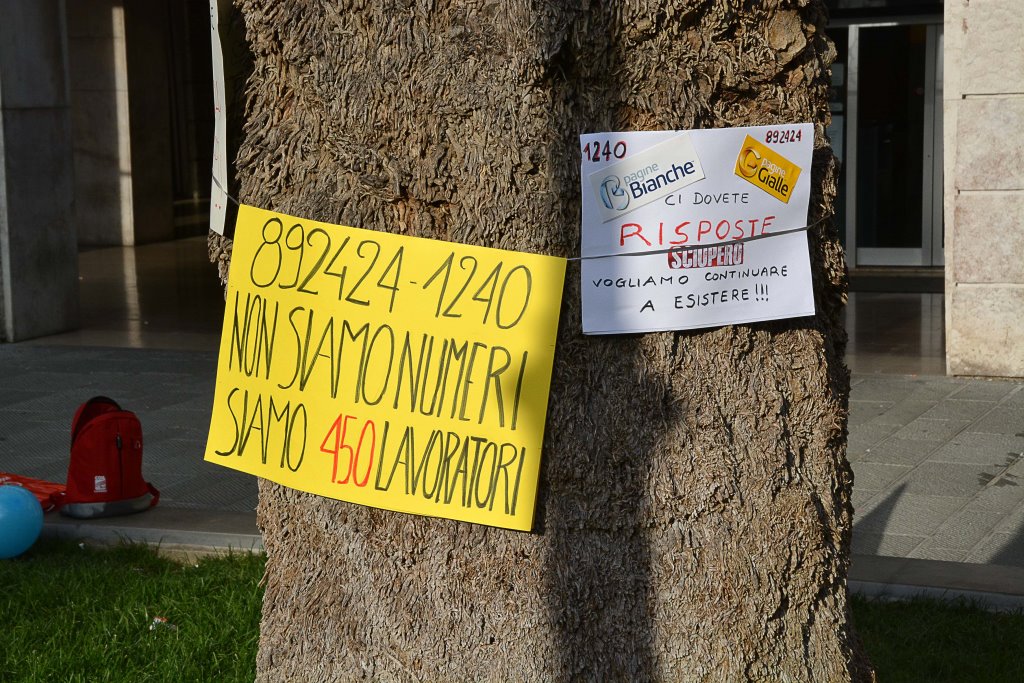 892424-1240
NON SIAMO NUMERI
SIAMO 450 LAVORATORI
1240
892424
pagine
Bianche
pagine
Gialle
CI DOVETE
RISPOSTE
SCIUPERO
VOGLIAMO CONTINUARE
A ESISTERE!!!